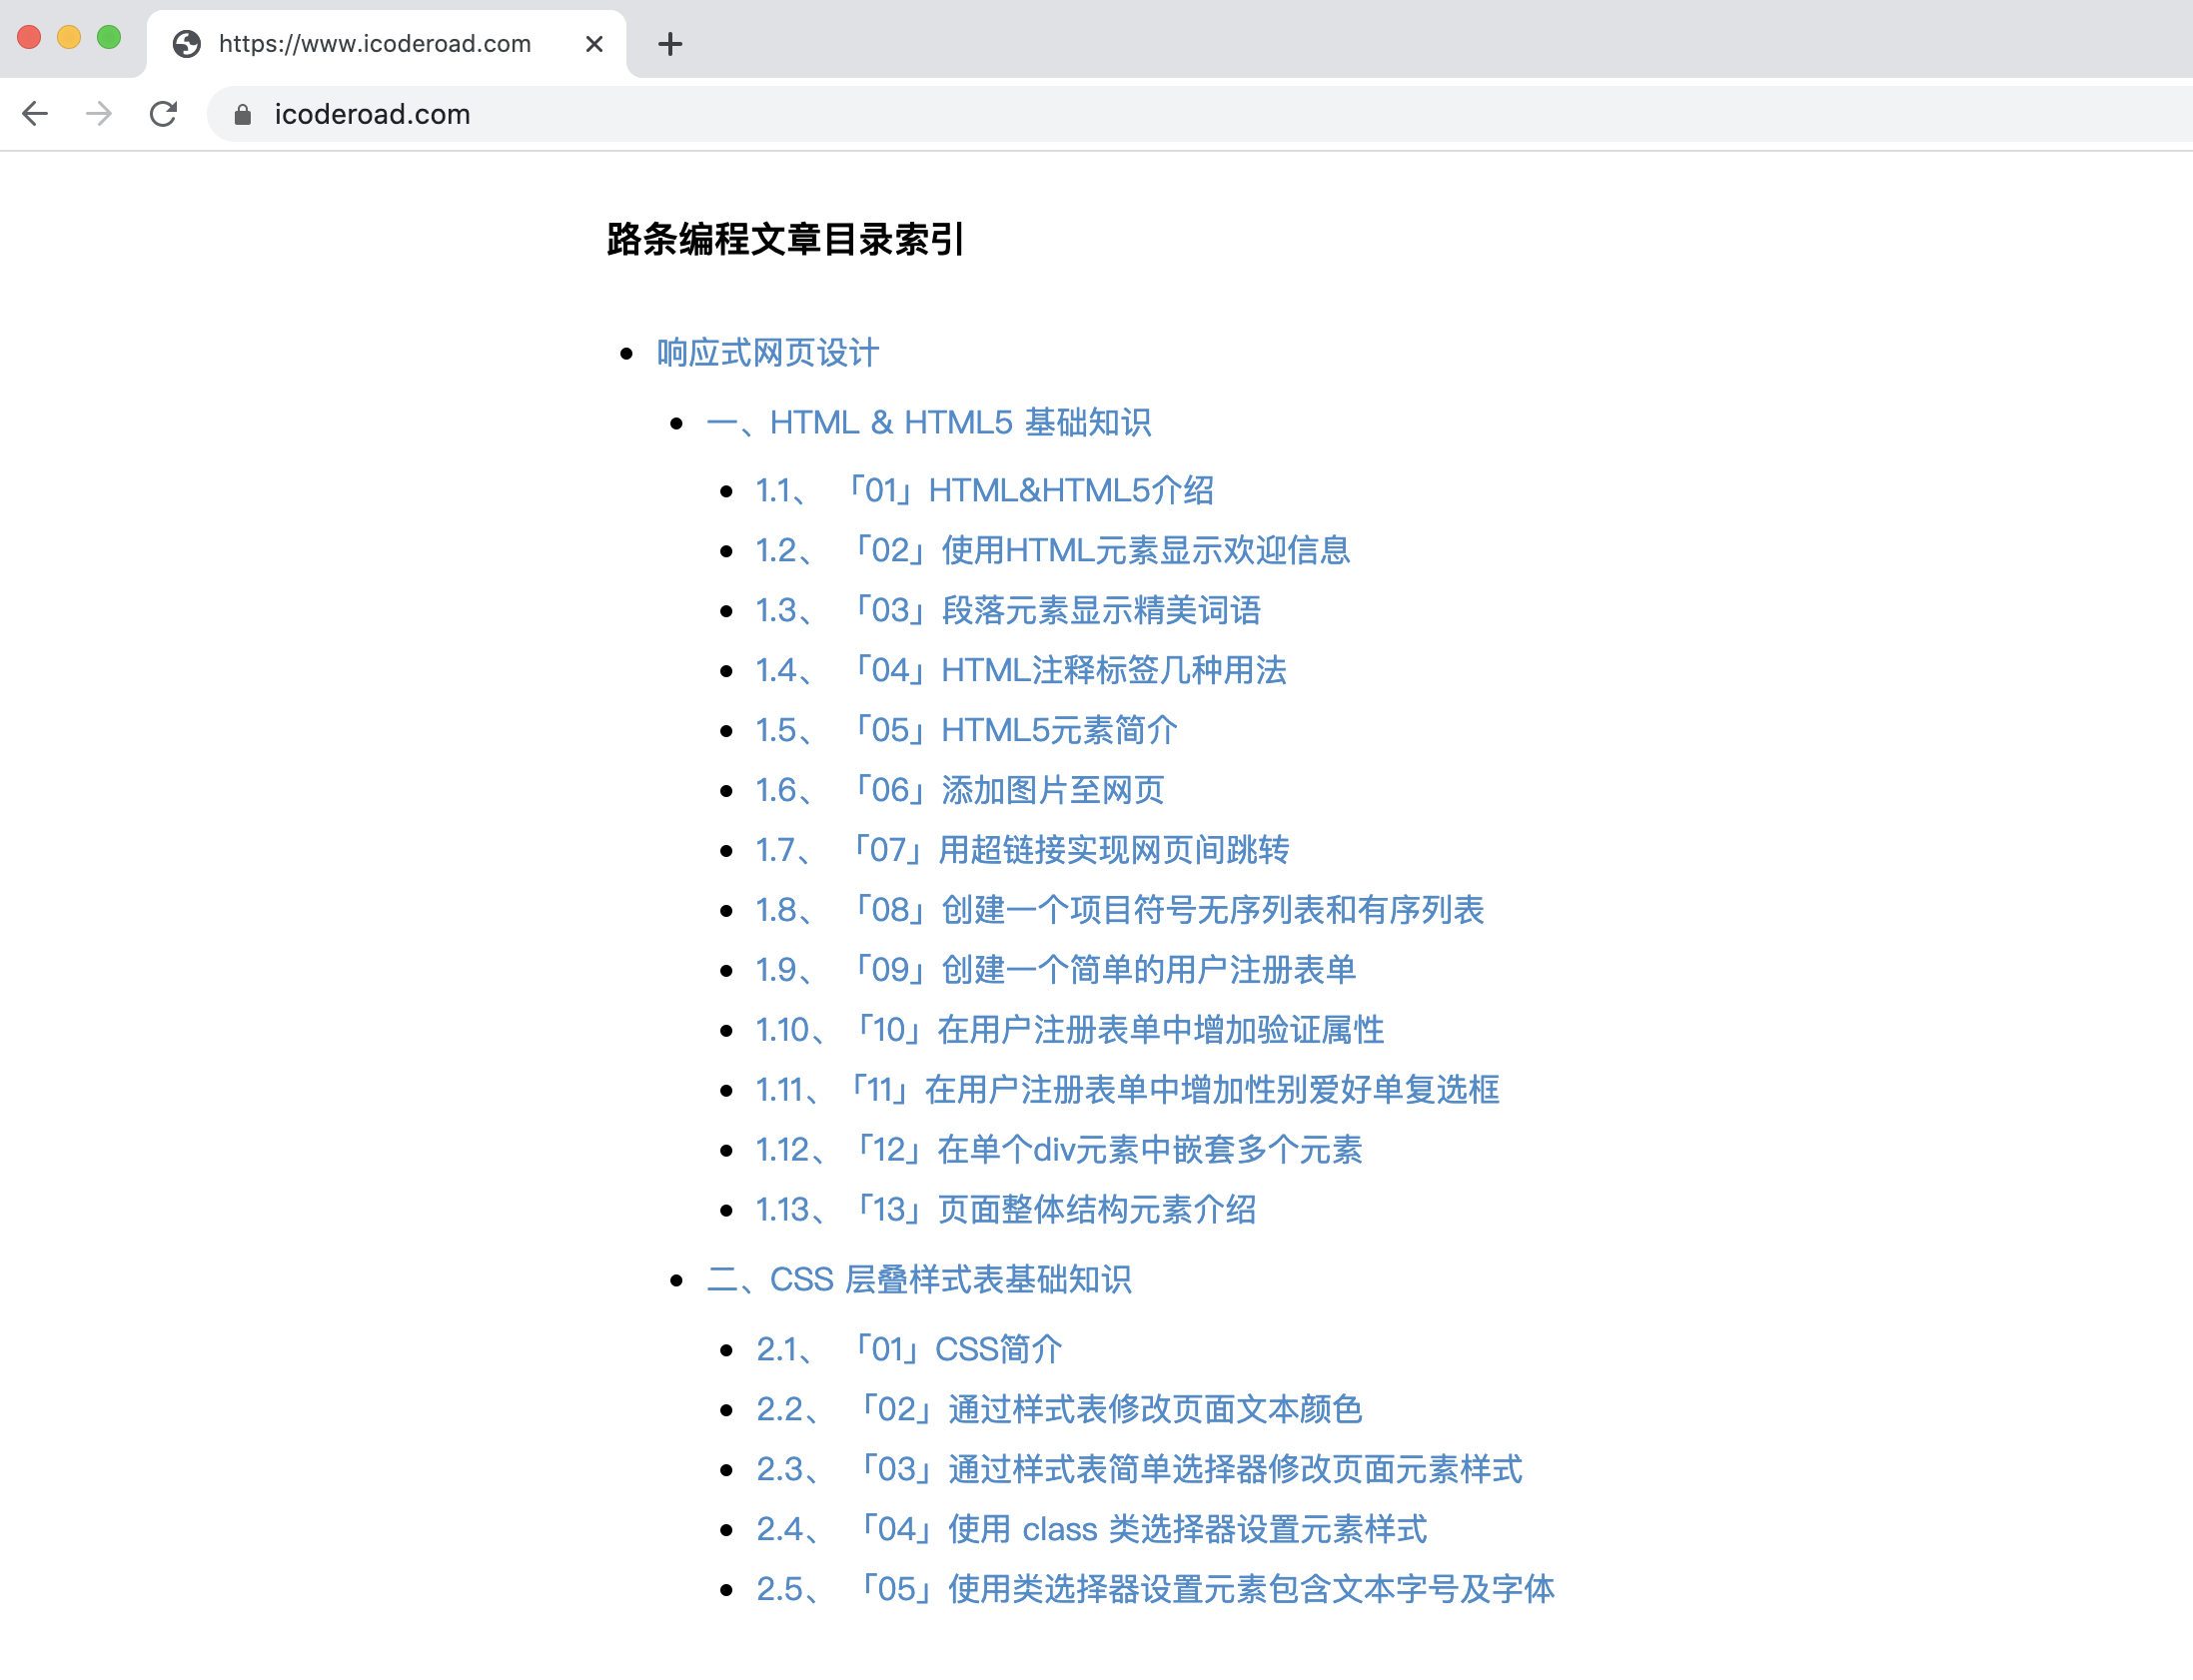 https://www.icoderoad.com
icoderoad.com
路条编程文章目录索引
响应式网页设计
一、HTML & HTML5 基础知识
1.1、 「01」HTML&HTML5介绍
1.2、 「02」使用HTML元素显示欢迎信息
1.3、 「03」段落元素显示精美词语
1.4、 「04」HTML注释标签几种用法
1.5、 「05」HTML5元素简介
1.6、 「06」添加图片至网页
1.7、 「07」用超链接实现网页间跳转
1.8、 「08」创建一个项目符号无序列表和有序列表
1.9、 「09」创建一个简单的用户注册表单
1.10、「10」在用户注册表单中增加验证属性
1.11、「11」在用户注册表单中增加性别爱好单复选框
1.12、「12」在单个div元素中嵌套多个元素
1.13、「13」页面整体结构元素介绍
二、CSS 层叠样式表基础知识
2.1、 「01」CSS简介
2.2、 「02」通过样式表修改页面文本颜色
2.3、 「03」通过样式表简单选择器修改页面元素样式
2.4、 「04」使用 class 类选择器设置元素样式
2.5、 「05」使用类选择器设置元素包含文本字号及字体